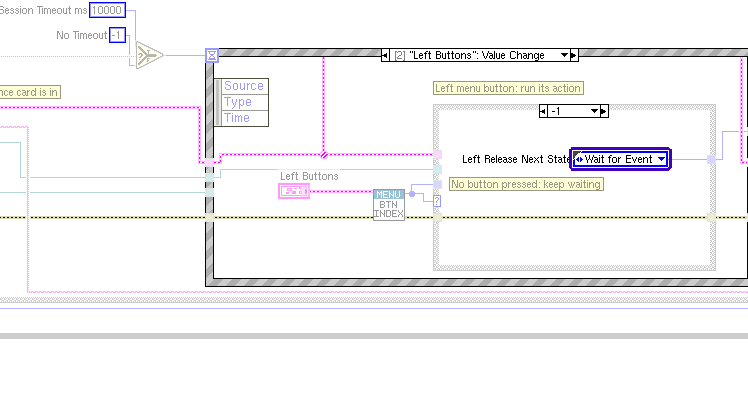 Session Timeout ms 10000
No Timeout -1
[2] "Left Buttons": Value Change
nce card is in
Source
Type
Time
Left menu button: run its action
-1
Left Release Next State Wait for Event
Left Buttons
No button pressed: keep waiting
MENU
BTN
INDEX
?